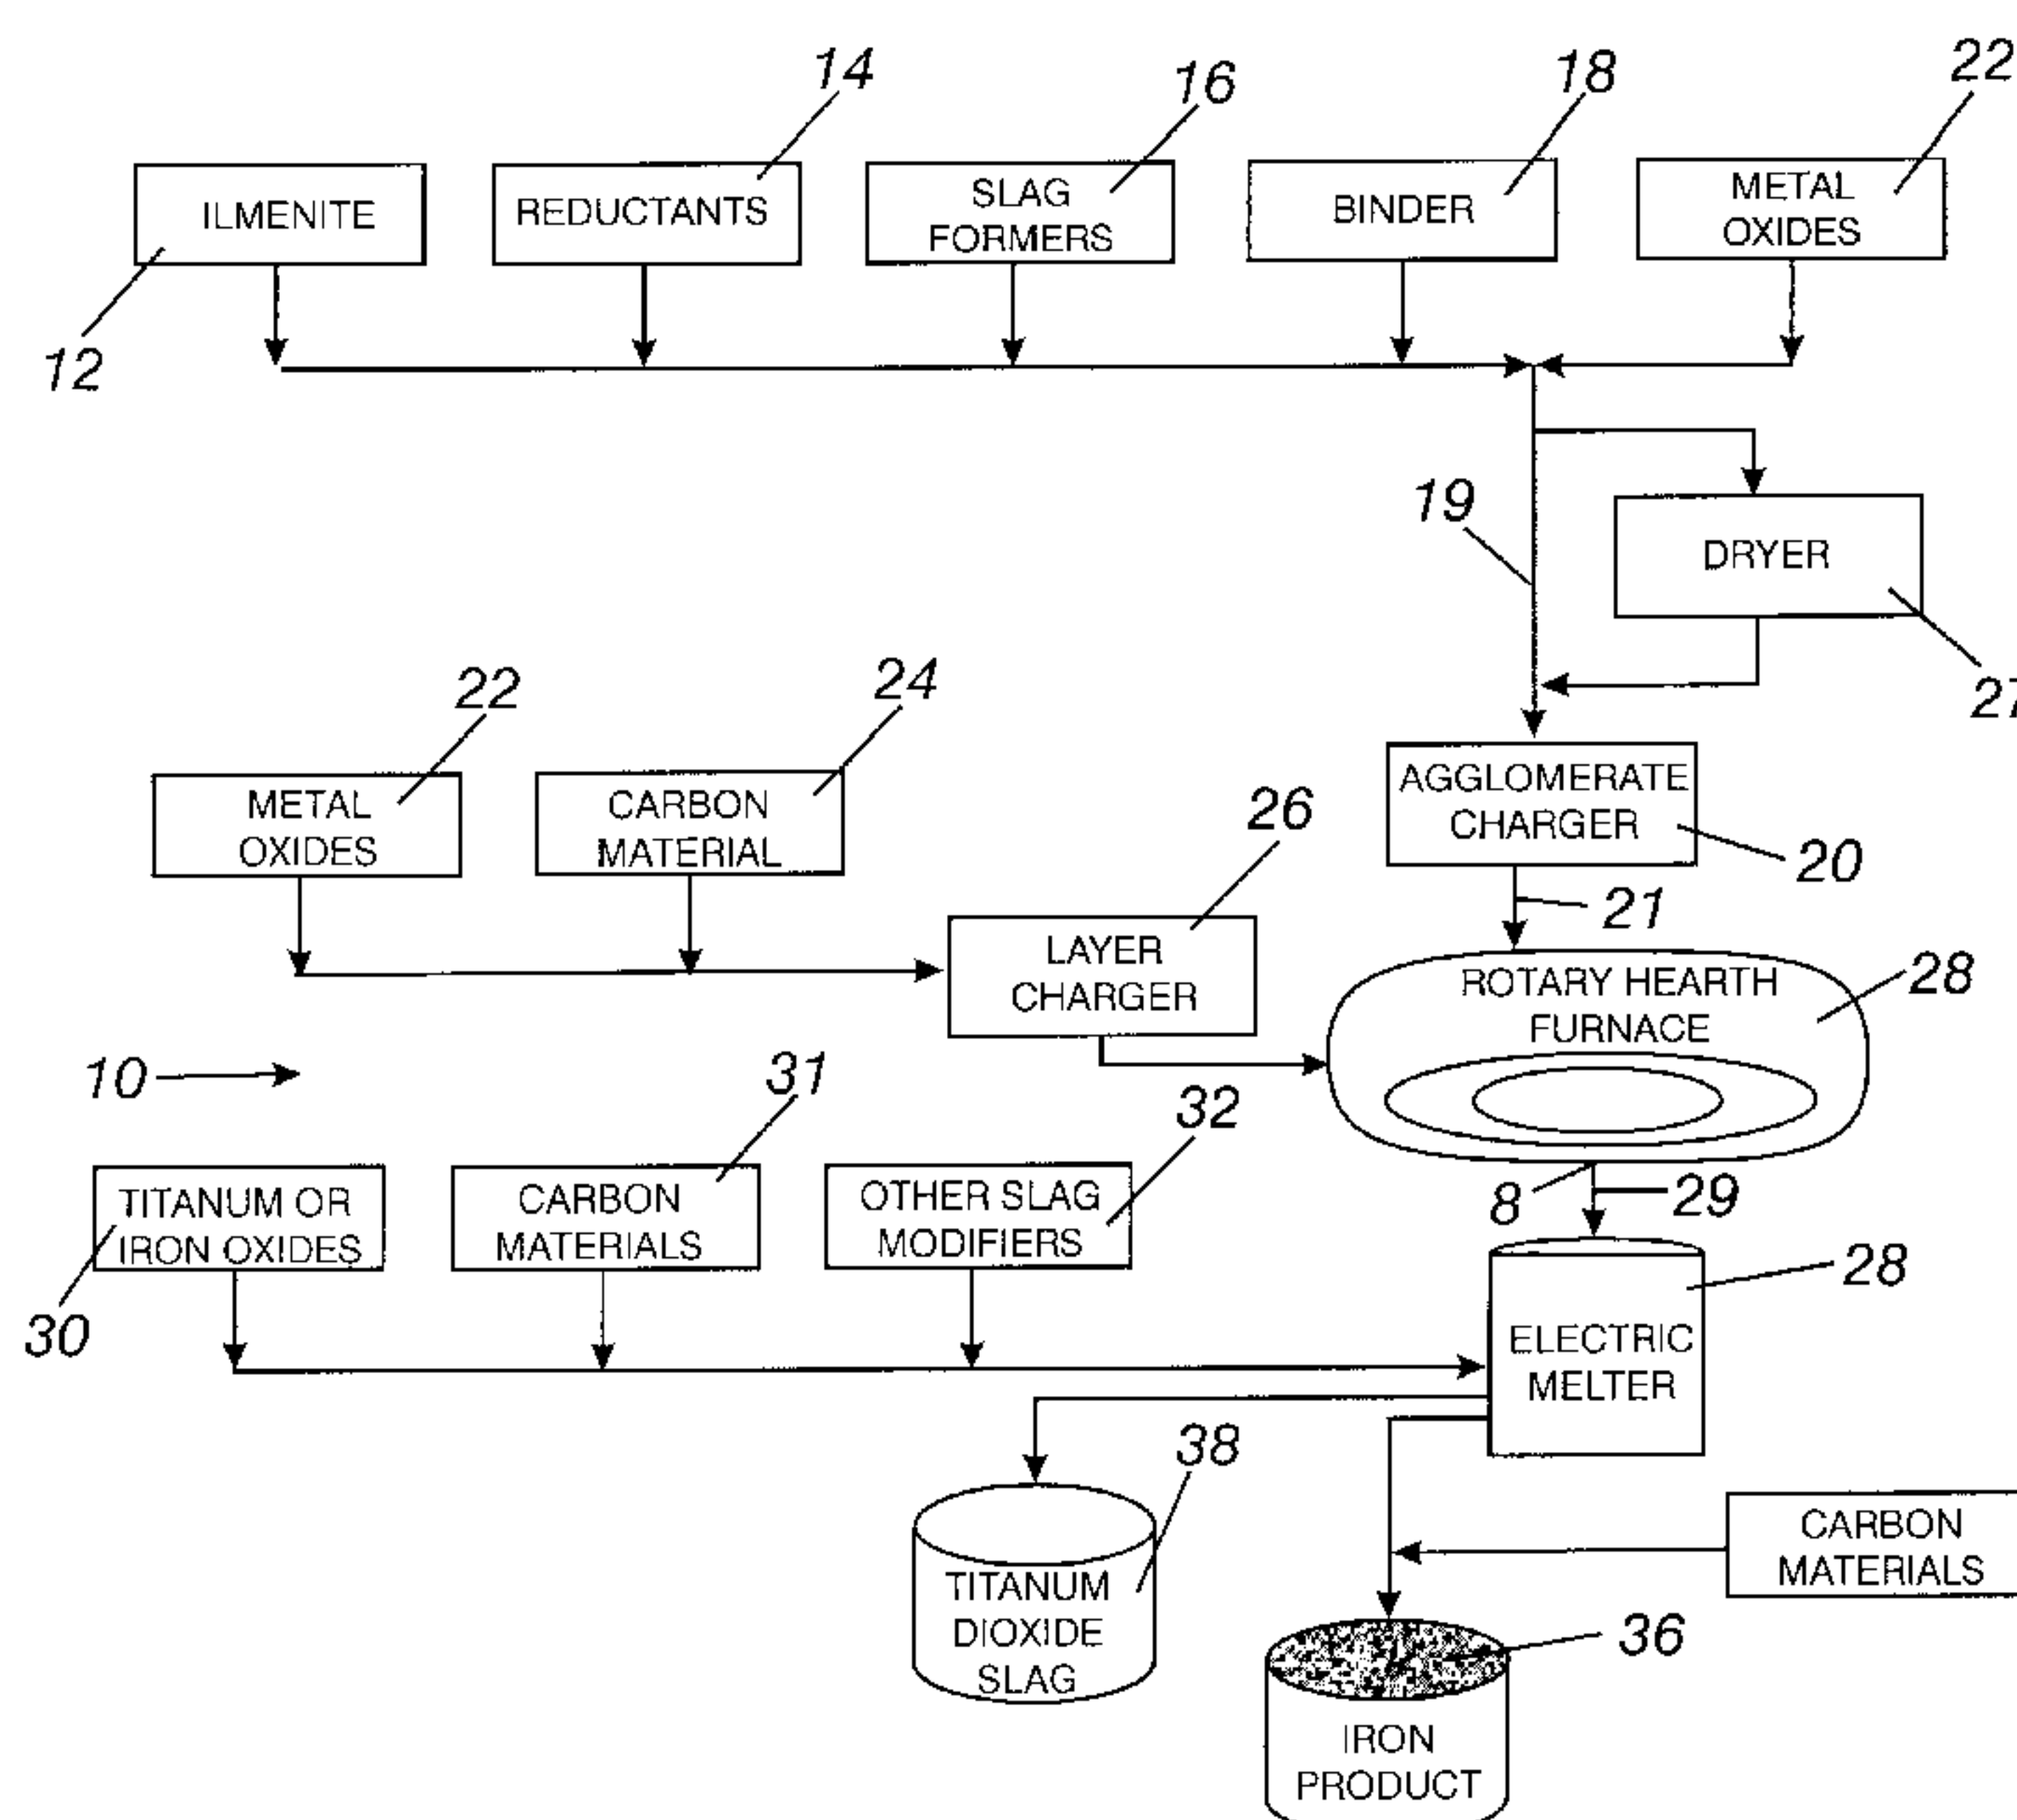 14
16
18
22
ILMENITE
REDUCTANTS
SLAG
FORMERS
BINDER
METAL
OXIDES
12
19
DRYER
27
22
24
METAL
OXIDES
CARBON
MATERIAL
26
AGGLOMERATE
CHARGER
20
21
LAYER
CHARGER
ROTARY HEARTH
FURNACE
28
10
31
32
TITANUM OR
IRON OXIDES
CARBON
MATERIALS
OTHER SLAG
MODIFIERS
8
29
30
28
ELECTRIC
MELTER
38
CARBON
MATERIALS
TITANUM
DIOXIDE
SLAG
36
IRON
PRODUCT